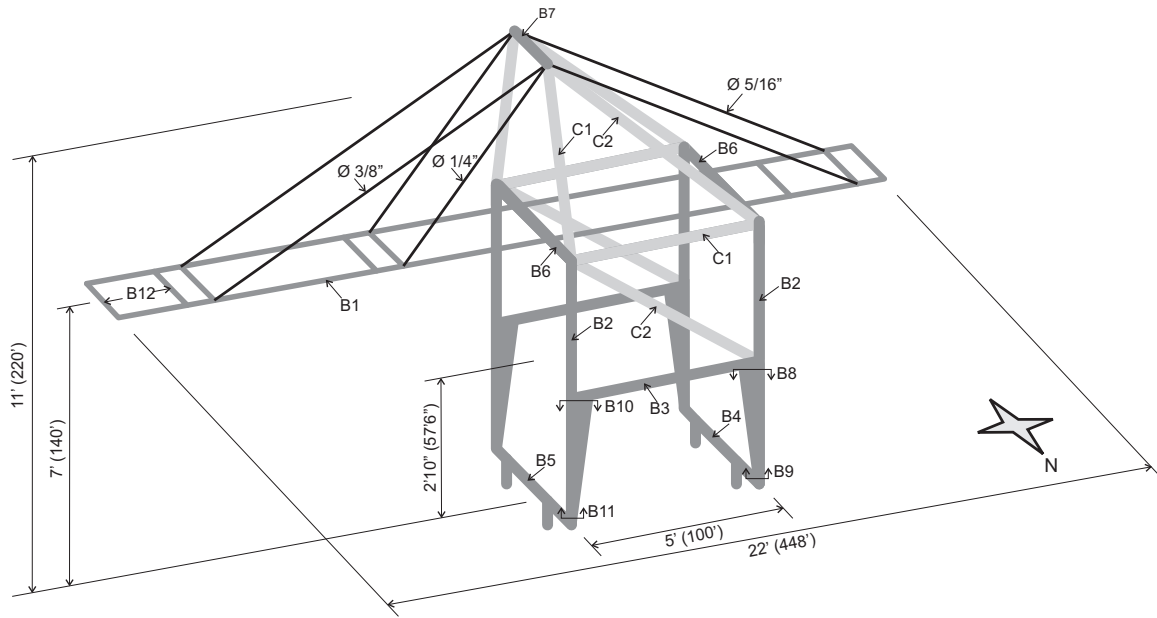 B7
Ø 5/16”
C1
C2
B6
Ø 3/8”
Ø 1/4”
B6
C1
B12
B1
B2
B2
C2
11’ (220’)
7’ (140’)
2’10” (57’6”)
B8
B10
B3
B4
B5
B9
B11
N
5’ (100’)
22’ (448’)